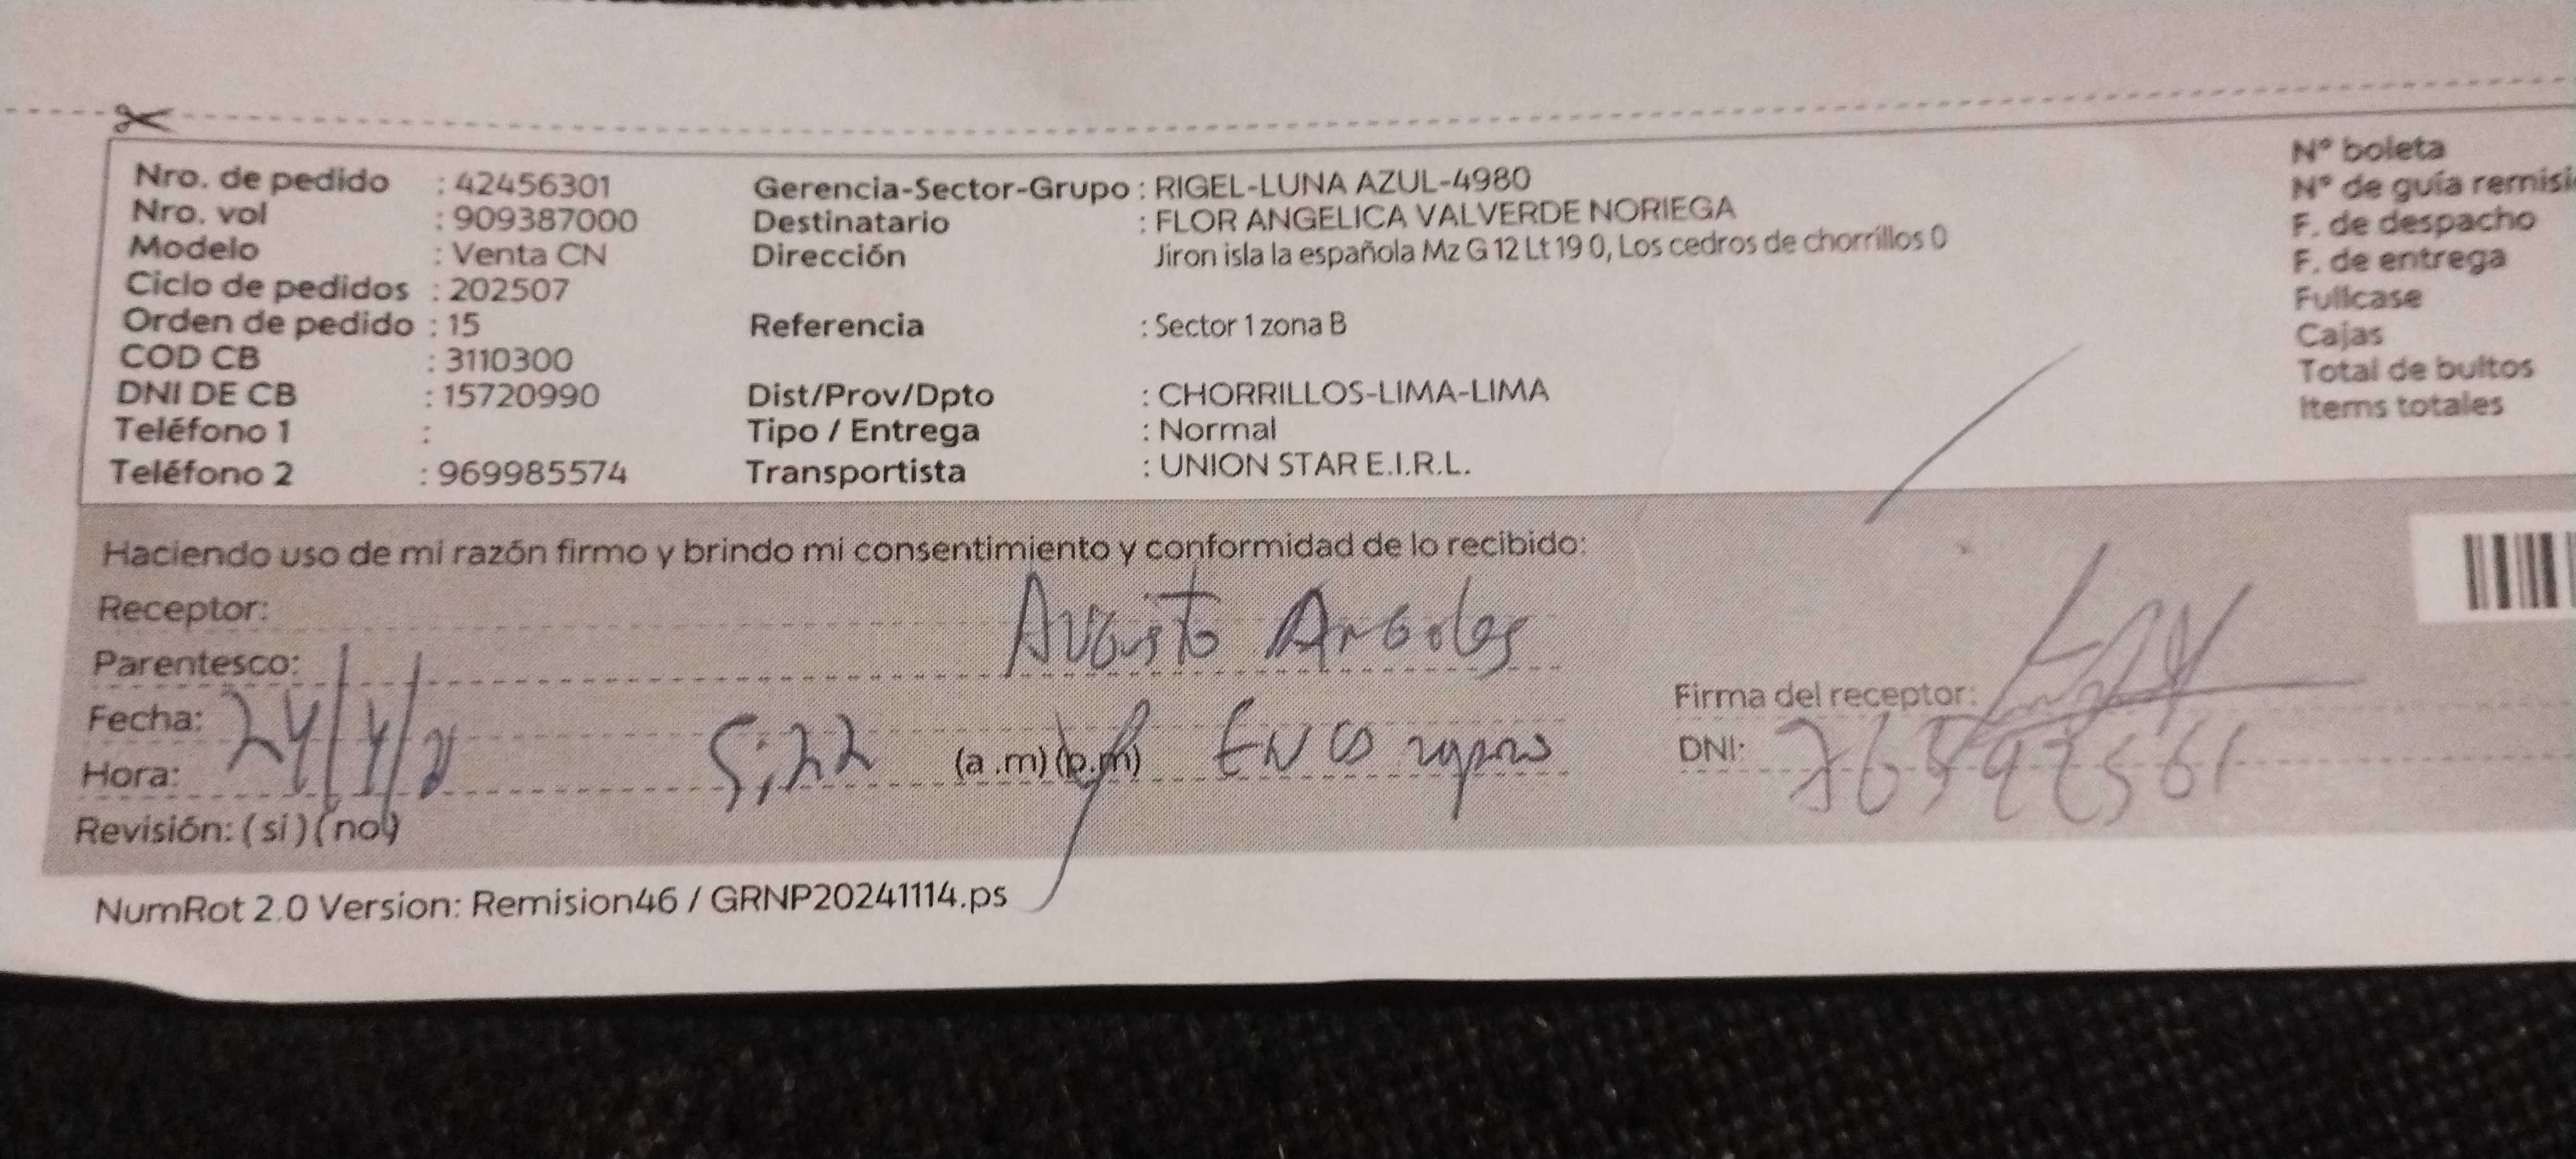 Nro. de pedido : 42456301
Nro. vol : 909387000
Modelo : Venta CN
Ciclo de pedidos : 202507
Orden de pedido : 15
COD CB : 3110300
DNI DE CB : 15720990
Teléfono 1 :
Teléfono 2 : 969985574
Gerencia-Sector-Grupo : RIGEL-LUNA AZUL-4980
Destinatario : FLOR ANGELICA VALVERDE NORIEGA
Dirección Jiron isla la española Mz G 12 Lt 19 0, Los cedros de chorrillos 0
Referencia : Sector 1 zona B
Dist/Prov/Dpto : CHORRILLOS-LIMA-LIMA
Tipo / Entrega : Normal
Transportista : UNION STAR E.I.R.L.
N° boleta
N° de guía remisi
F. de despacho
F. de entrega
Fullcase
Cajas
Total de bultos
Items totales
Haciendo uso de mi razón firmo y brindo mi consentimiento y conformidad de lo recibido:
Receptor: Augusto
Parentesco:
Fecha: 24/4/
Hora: 5:22 (a .m) (p.m)
Revisión: (si) (no)
Firma del receptor:
DNI:
NumRot 2.0 Version: Remision46 / GRNP20241114.ps